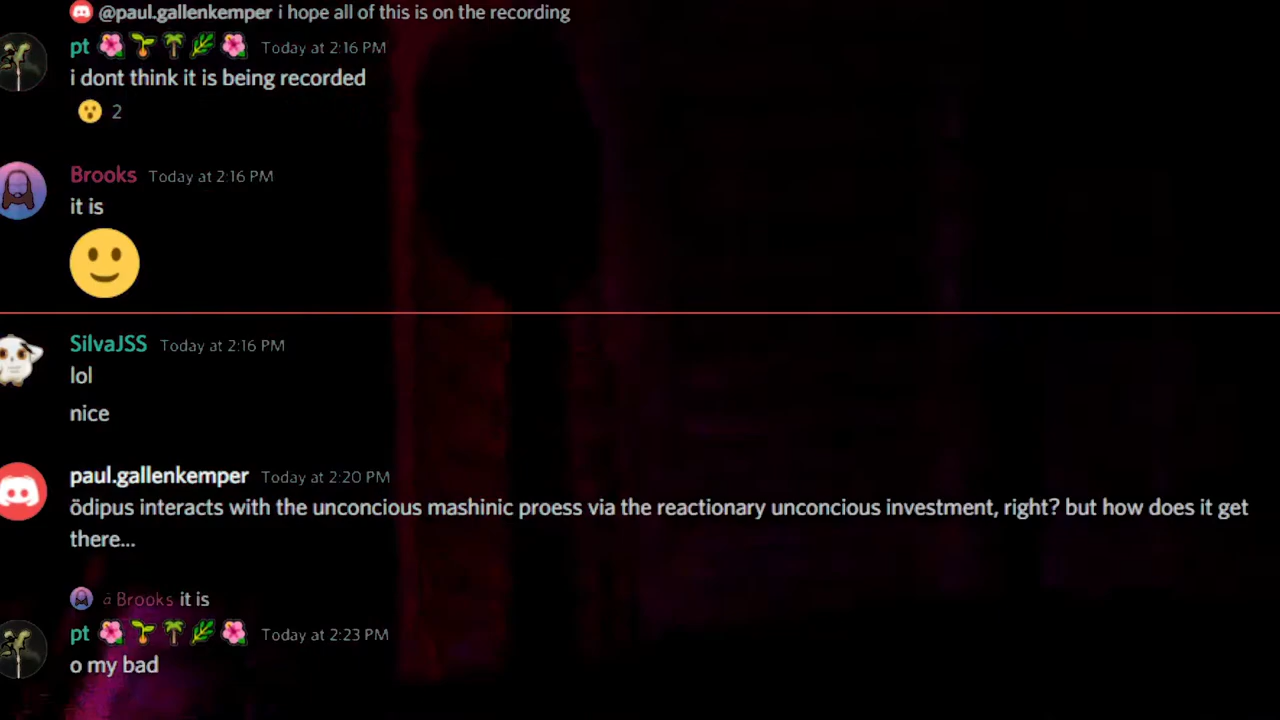 @paul.gallenkemper i hope all of this is on the recording
pt 🌺 🌱 🌴 🌿 🌺 Today at 2:16 PM
i dont think it is being recorded
😮 2
Brooks Today at 2:16 PM
it is
🙂
SilvaJSS Today at 2:16 PM
lol
nice
paul.gallenkemper Today at 2:20 PM
ödipus interacts with the unconcious mashinic proess via the reactionary unconcious investment, right? but how does it get
there...
Brooks it is
pt 🌺 🌱 🌴 🌿 🌺 Today at 2:23 PM
o my bad